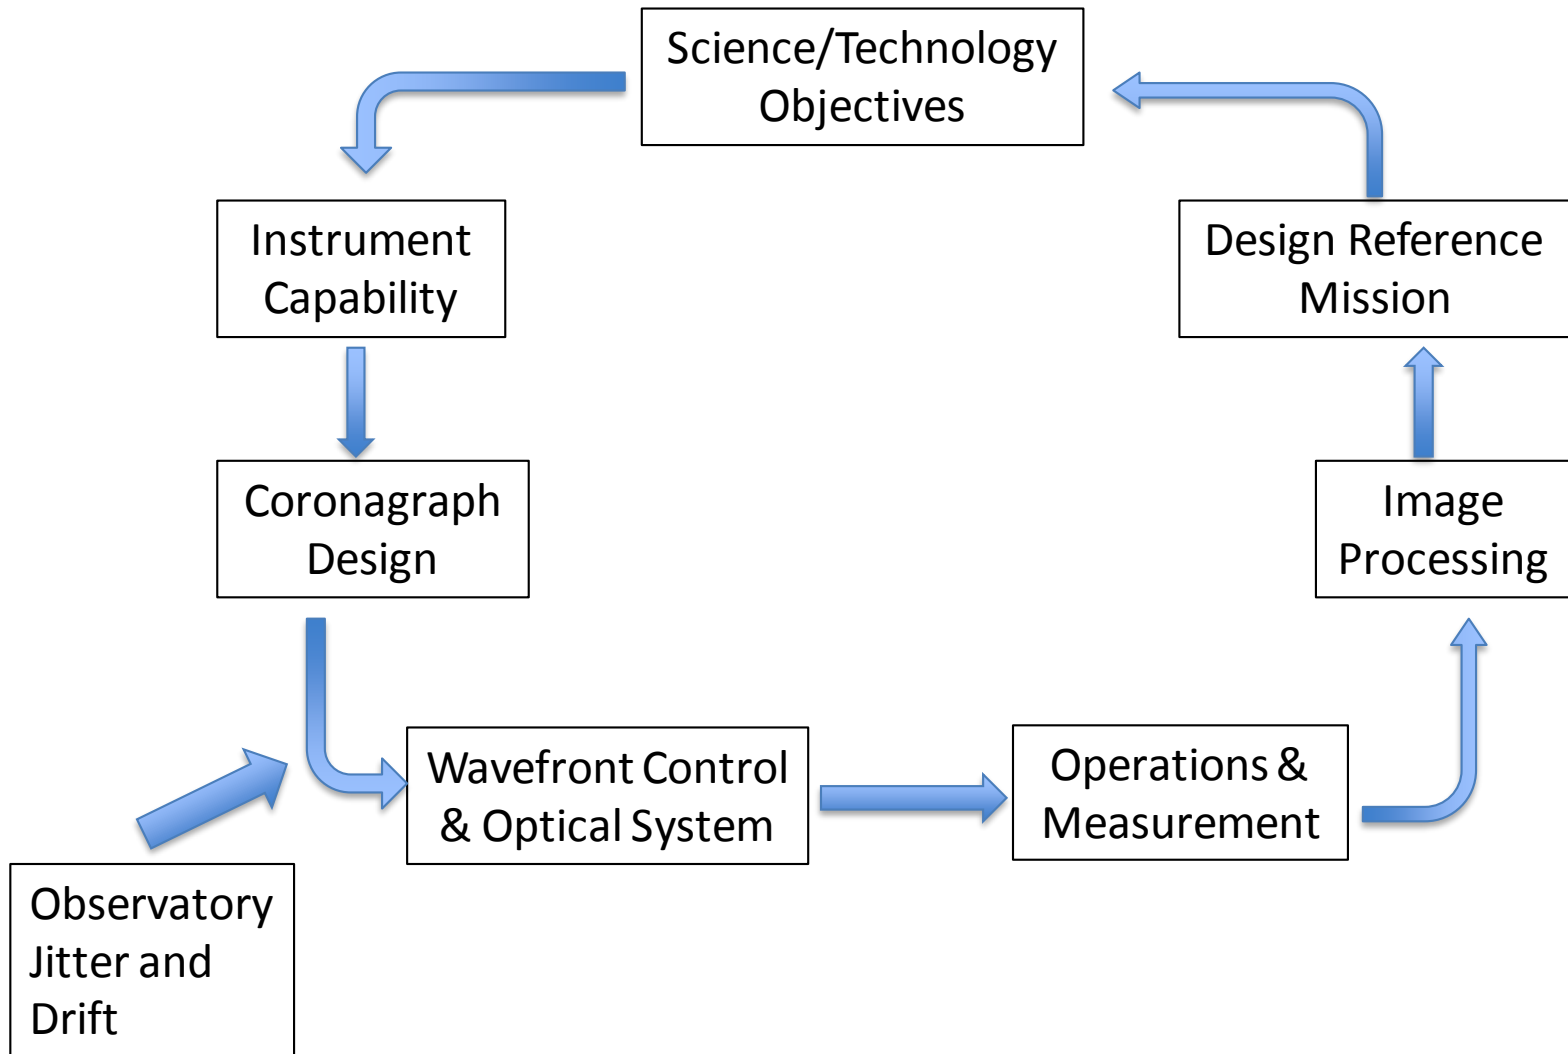 Science/Technology
Objectives
Instrument
Capability
Design Reference
Mission
Coronagraph
Design
Image
Processing
Wavefront Control
& Optical System
Operations &
Measurement
Observatory
Jitter and
Drift